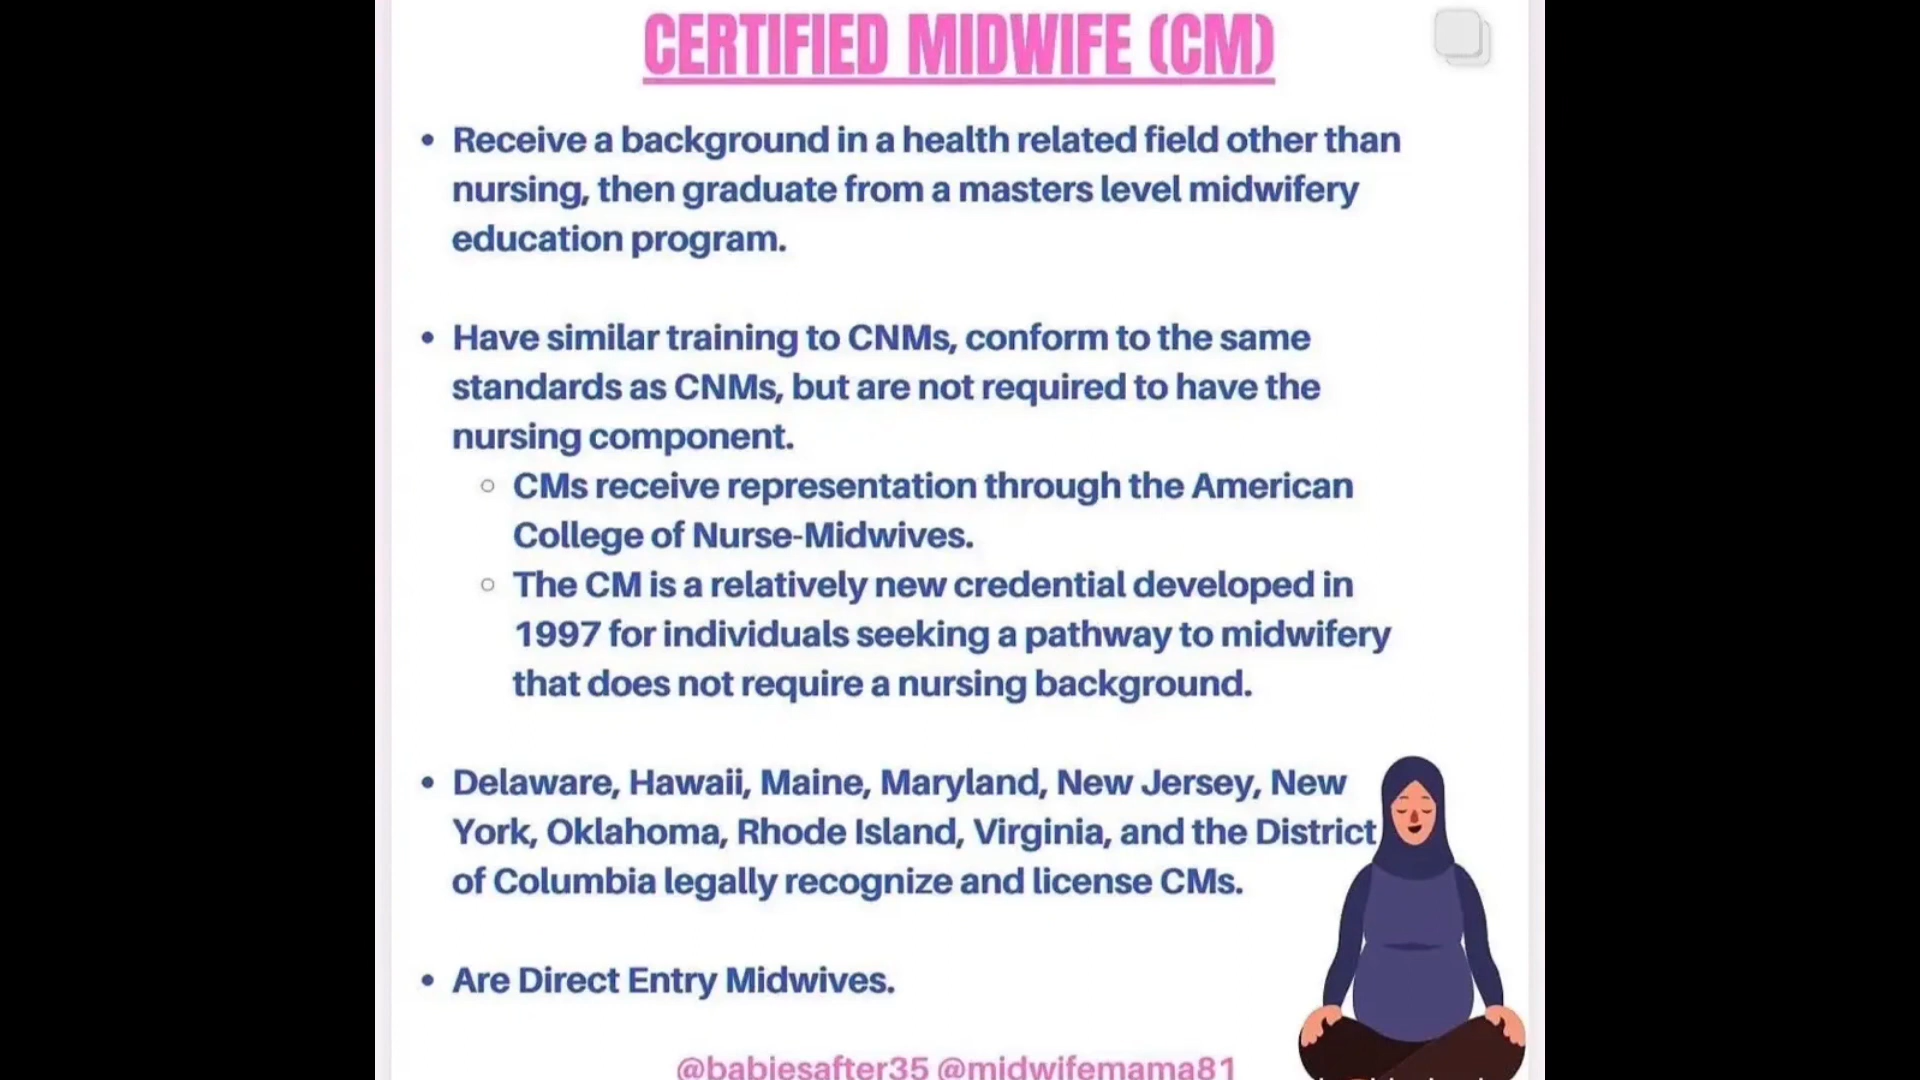 CERTIFIED MIDWIFE (CM)
• Receive a background in a health related field other than
nursing, then graduate from a masters level midwifery
education program.
• Have similar training to CNMs, conform to the same
standards as CNMs, but are not required to have the
nursing component.
◦ CMs receive representation through the American
College of Nurse-Midwives.
◦ The CM is a relatively new credential developed in
1997 for individuals seeking a pathway to midwifery
that does not require a nursing background.
• Delaware, Hawaii, Maine, Maryland, New Jersey, New
York, Oklahoma, Rhode Island, Virginia, and the District
of Columbia legally recognize and license CMs.
• Are Direct Entry Midwives.
@babiesafter35 @midwifemama81